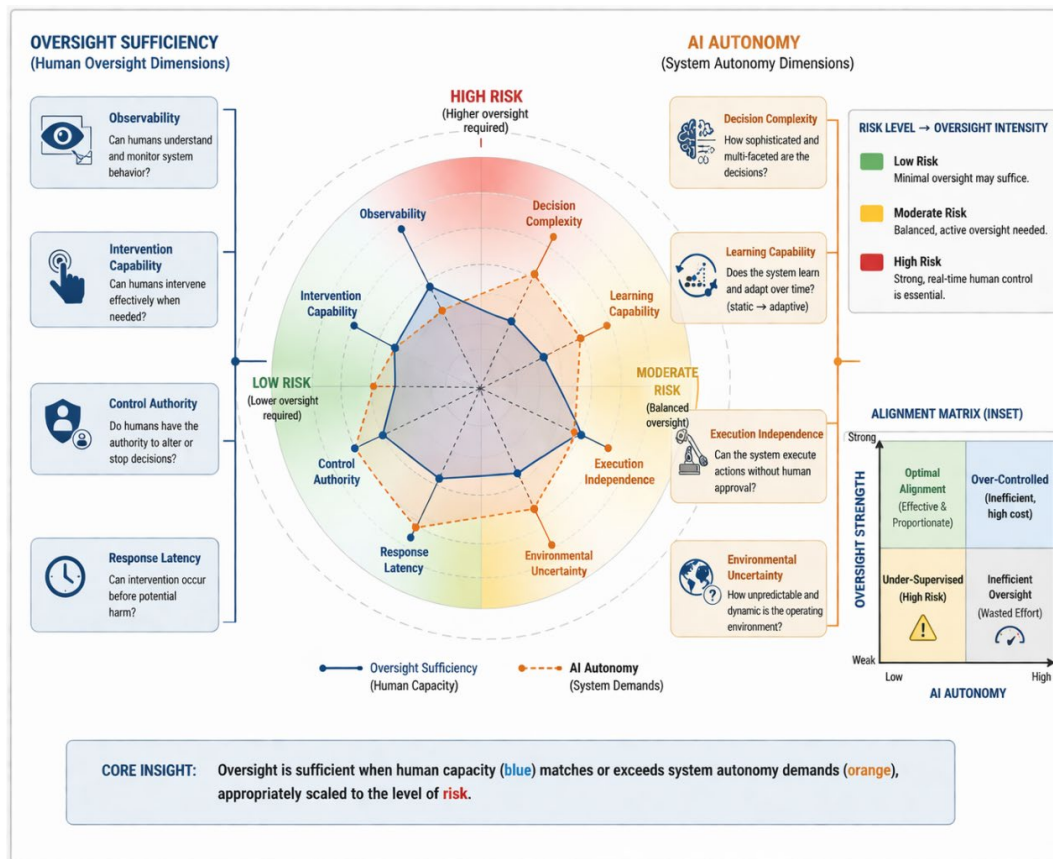 OVERSIGHT SUFFICIENCY
(Human Oversight Dimensions)
Observability
Can humans understand
and monitor system
behavior?
Intervention
Capability
Can humans intervene
effectively when
needed?
Control Authority
Do humans have the
authority to alter or
stop decisions?
Response Latency
Can intervention occur
before potential
harm?
HIGH RISK
(Higher oversight
required)
Observability
Decision
Complexity
Intervention
Capability
Learning
Capability
LOW RISK
(Lower oversight
required)
MODERATE
RISK
(Balanced
oversight)
Control
Authority
Execution
Independence
Response
Latency
Environmental
Uncertainty
Oversight Sufficiency
(Human Capacity)
AI Autonomy
(System Demands)
AI AUTONOMY
(System Autonomy Dimensions)
Decision Complexity
How sophisticated and
multi-faceted are the
decisions?
Learning Capability
Does the system learn
and adapt over time?
(static → adaptive)
Execution Independence
Can the system execute
actions without human
approval?
Environmental
Uncertainty
How unpredictable and
dynamic is the operating
environment?
?
RISK LEVEL → OVERSIGHT INTENSITY
Low Risk
Minimal oversight may suffice.
Moderate Risk
Balanced, active oversight needed.
High Risk
Strong, real-time human control
is essential.
ALIGNMENT MATRIX (INSET)
Strong
OVERSIGHT STRENGTH
Weak
Optimal
Alignment
(Effective &
Proportionate)
Over-Controlled
(Inefficient,
high cost)
Under-Supervised
(High Risk)
!
Inefficient
Oversight
(Wasted Effort)
Low
High
AI AUTONOMY
CORE INSIGHT: Oversight is sufficient when human capacity (blue) matches or exceeds system autonomy demands (orange),
appropriately scaled to the level of risk.